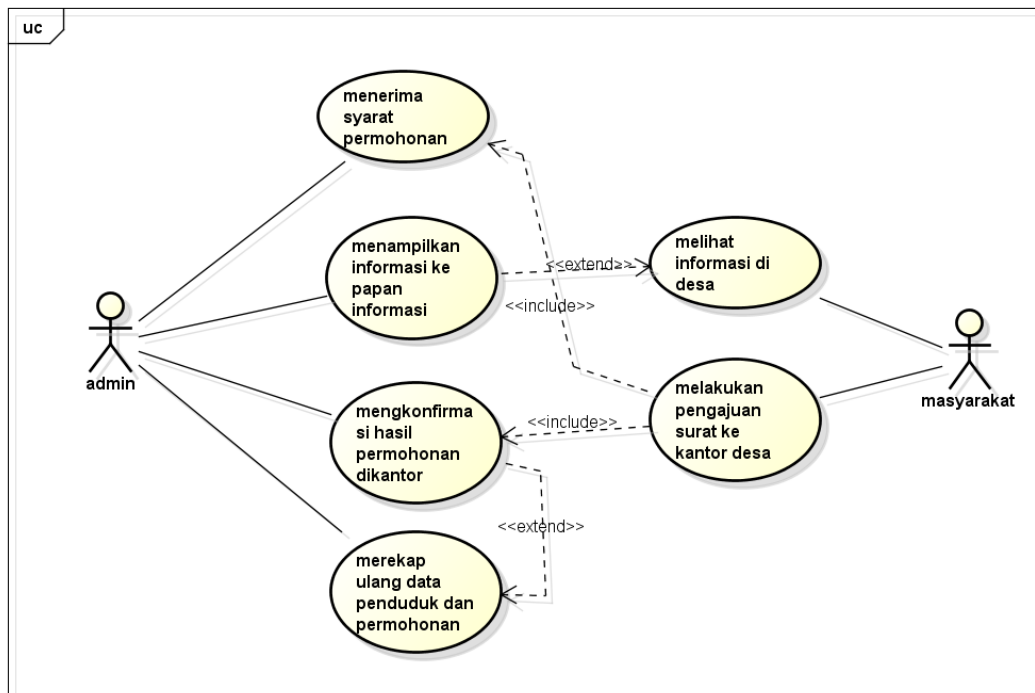 uc
menerima
syarat
permohonan
menampilkan
informasi ke
papan
informasi
<<extend>>
melihat
informasi di
desa
<<include>>
admin
masyarakat
mengkonfirma
si hasil
permohonan
dikantor
<<include>>
melakukan
pengajuan
surat ke
kantor desa
<<extend>>
merekap
ulang data
penduduk dan
permohonan